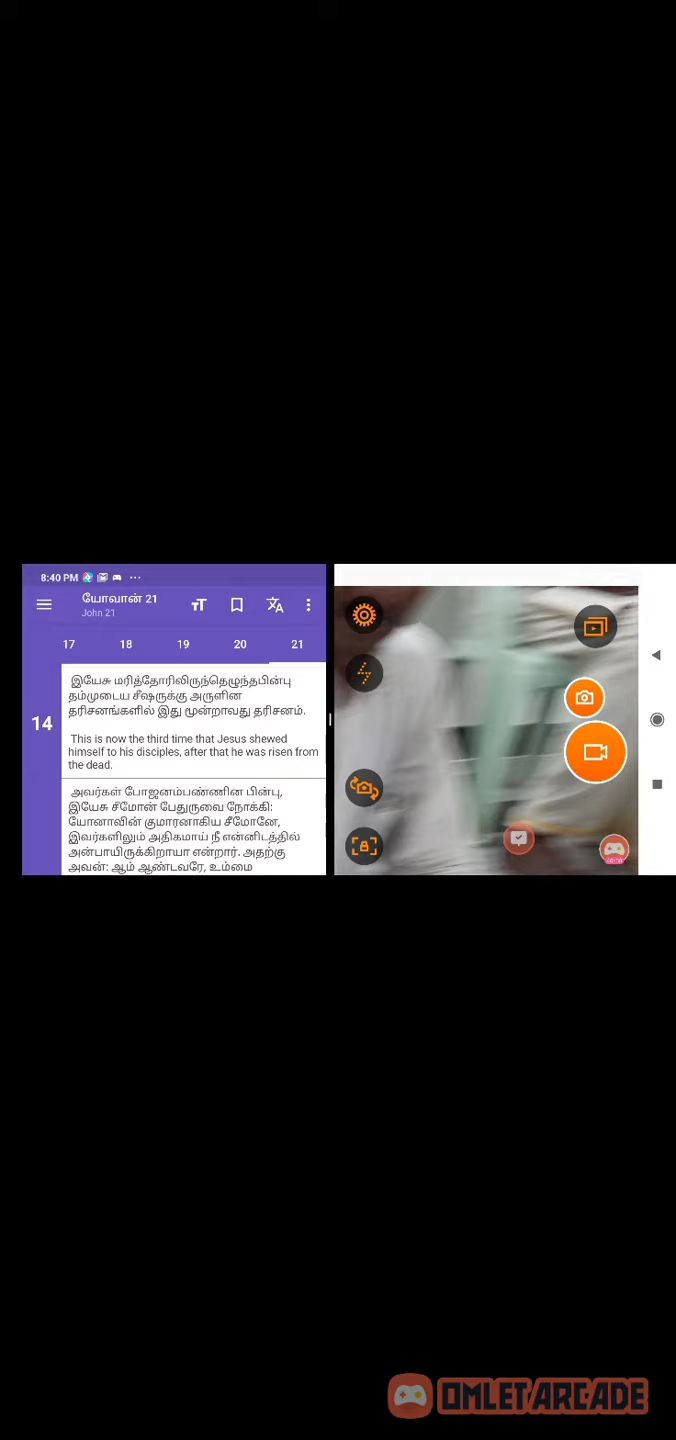 8:40 PM
யோவான் 21
John 21
17 18 19 20 21
14
இயேசு மரித்தோரிலிருந்தெழுந்தபின்பு
தம்முடைய சீஷருக்கு அருளின
தரிசனங்களில் இது மூன்றாவது தரிசனம்.
This is now the third time that Jesus shewed
himself to his disciples, after that he was risen from
the dead.
அவர்கள் போஜனம்பண்ணின பின்பு,
இயேசு சீமோன் பேதுருவை நோக்கி:
யோனாவின் குமாரனாகிய சீமோனே,
இவர்களிலும் அதிகமாய் நீ என்னிடத்தில்
அன்பாயிருக்கிறாயா என்றார். அதற்கு
அவன்: ஆம் ஆண்டவரே, உம்மை
OMLET ARCADE